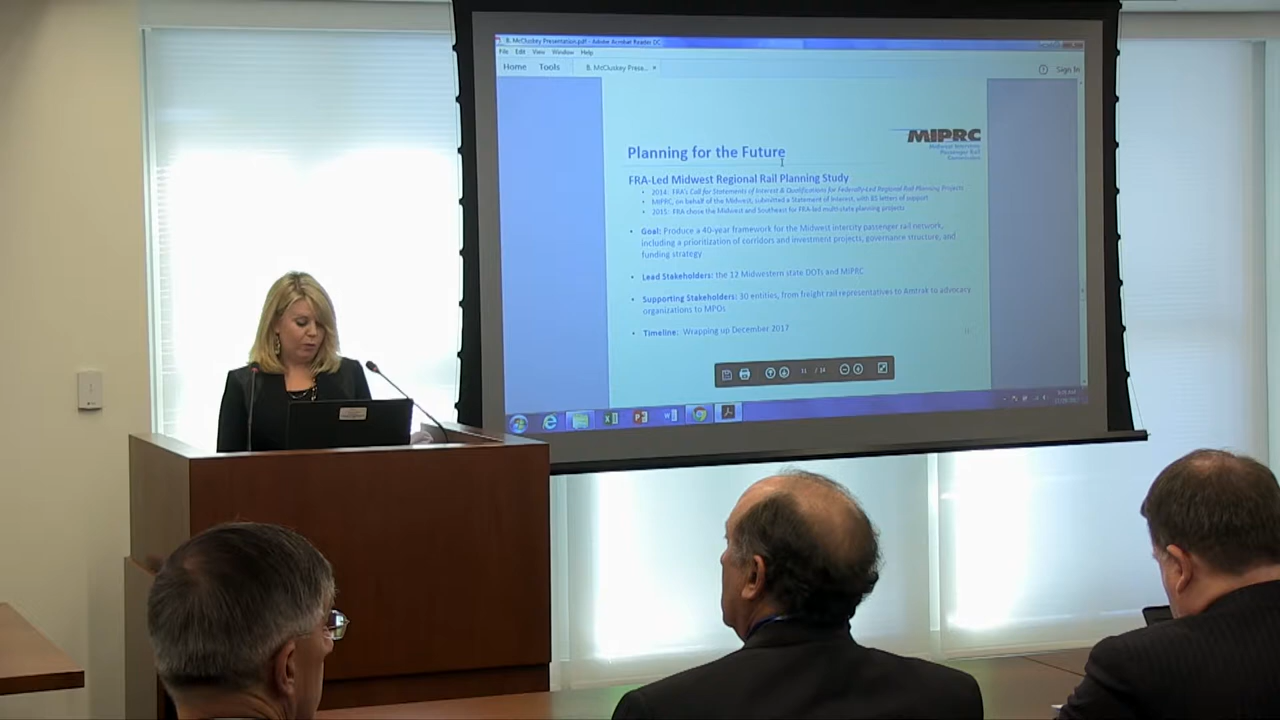 B. McCluskey Presentation.pdf - Adobe Acrobat Reader DC
File Edit View Window Help
Home Tools B. McCluskey Prese... × Sign In
MIPRC
Midwest Interstate
Passenger Rail
Commission
Planning for the Future
FRA-Led Midwest Regional Rail Planning Study
• 2014: FRA's Call for Statements of Interest & Qualifications for Federally-Led Regional Rail Planning Projects
• MIPRC, on behalf of the Midwest, submitted a Statement of Interest, with 85 letters of support
• 2015: FRA chose the Midwest and Southeast for FRA-led multi-state planning projects
• Goal: Produce a 40-year framework for the Midwest intercity passenger rail network,
including a prioritization of corridors and investment projects, governance structure, and
funding strategy
• Lead Stakeholders: the 12 Midwestern state DOTs and MIPRC
• Supporting Stakeholders: 30 entities, from freight rail representatives to Amtrak to advocacy
organizations to MPOs
• Timeline: Wrapping up December 2017